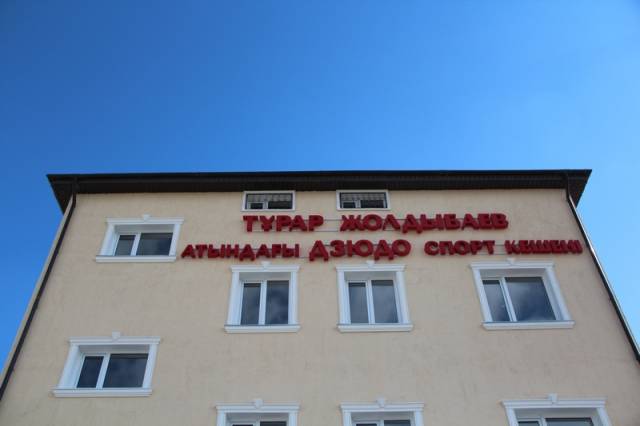 ТҰРАР ЖОЛДЫБАЕВ
АТЫНДАҒЫ ДЗЮДО СПОРТ КЕШЕНІ